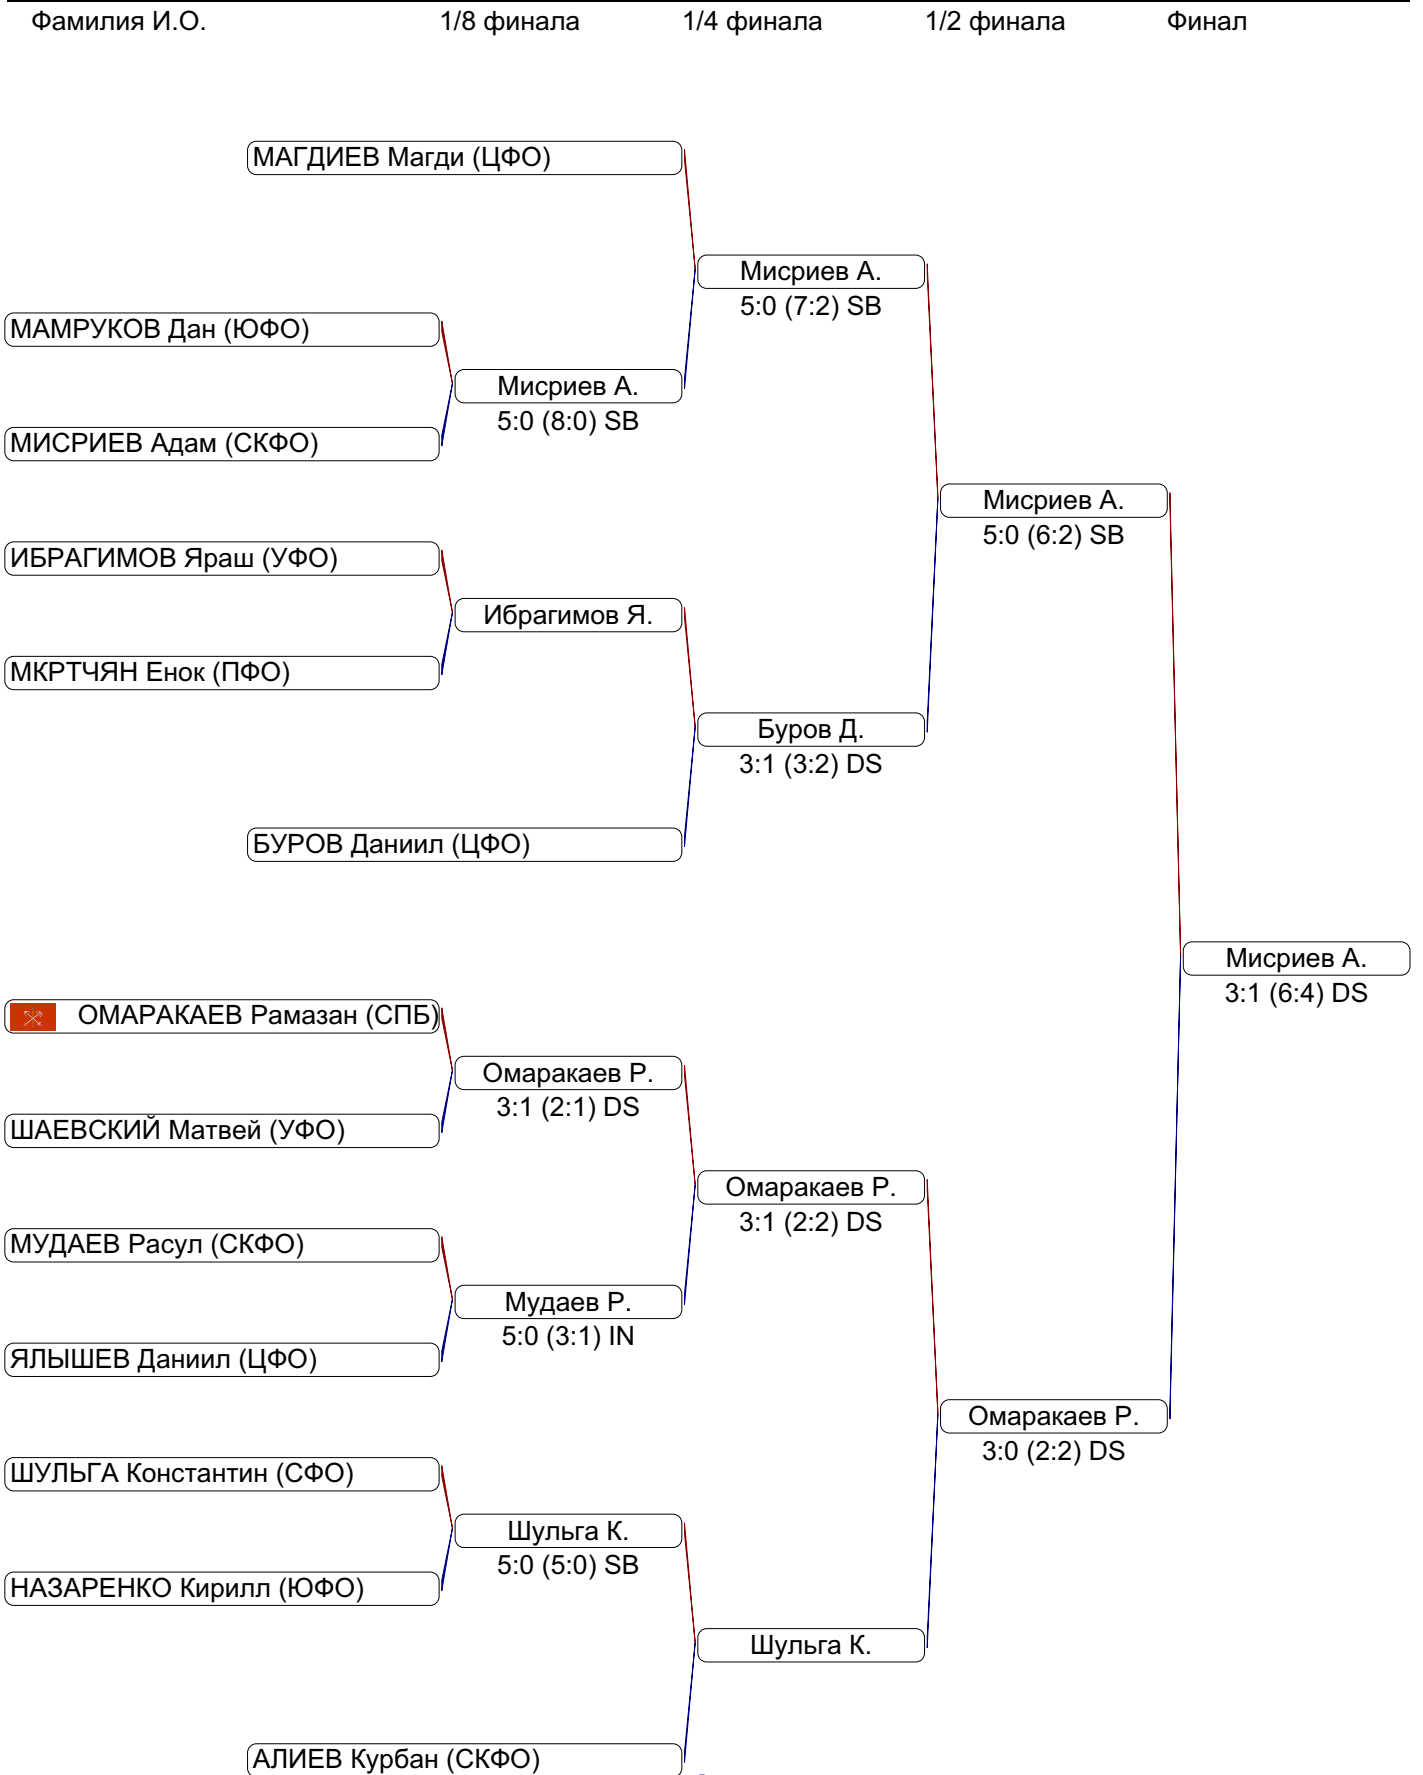 Фамилия И.О. 1/8 финала 1/4 финала 1/2 финала Финал
МАГДИЕВ Магди (ЦФО)
Мисриев А.
5:0 (7:2) SB
МАМРУКОВ Дан (ЮФО)
Мисриев А.
5:0 (8:0) SB
МИСРИЕВ Адам (СКФО)
Мисриев А.
5:0 (6:2) SB
ИБРАГИМОВ Яраш (УФО)
Ибрагимов Я.
МКРТЧЯН Енок (ПФО)
Буров Д.
3:1 (3:2) DS
БУРОВ Даниил (ЦФО)
Мисриев А.
3:1 (6:4) DS
ОМАРАКАЕВ Рамазан (СПБ)
Омаракаев Р.
3:1 (2:1) DS
ШАЕВСКИЙ Матвей (УФО)
Омаракаев Р.
3:1 (2:2) DS
МУДАЕВ Расул (СКФО)
Мудаев Р.
5:0 (3:1) IN
ЯЛЫШЕВ Даниил (ЦФО)
Омаракаев Р.
3:0 (2:2) DS
ШУЛЬГА Константин (СФО)
Шульга К.
5:0 (5:0) SB
НАЗАРЕНКО Кирилл (ЮФО)
Шульга К.
АЛИЕВ Курбан (СКФО)